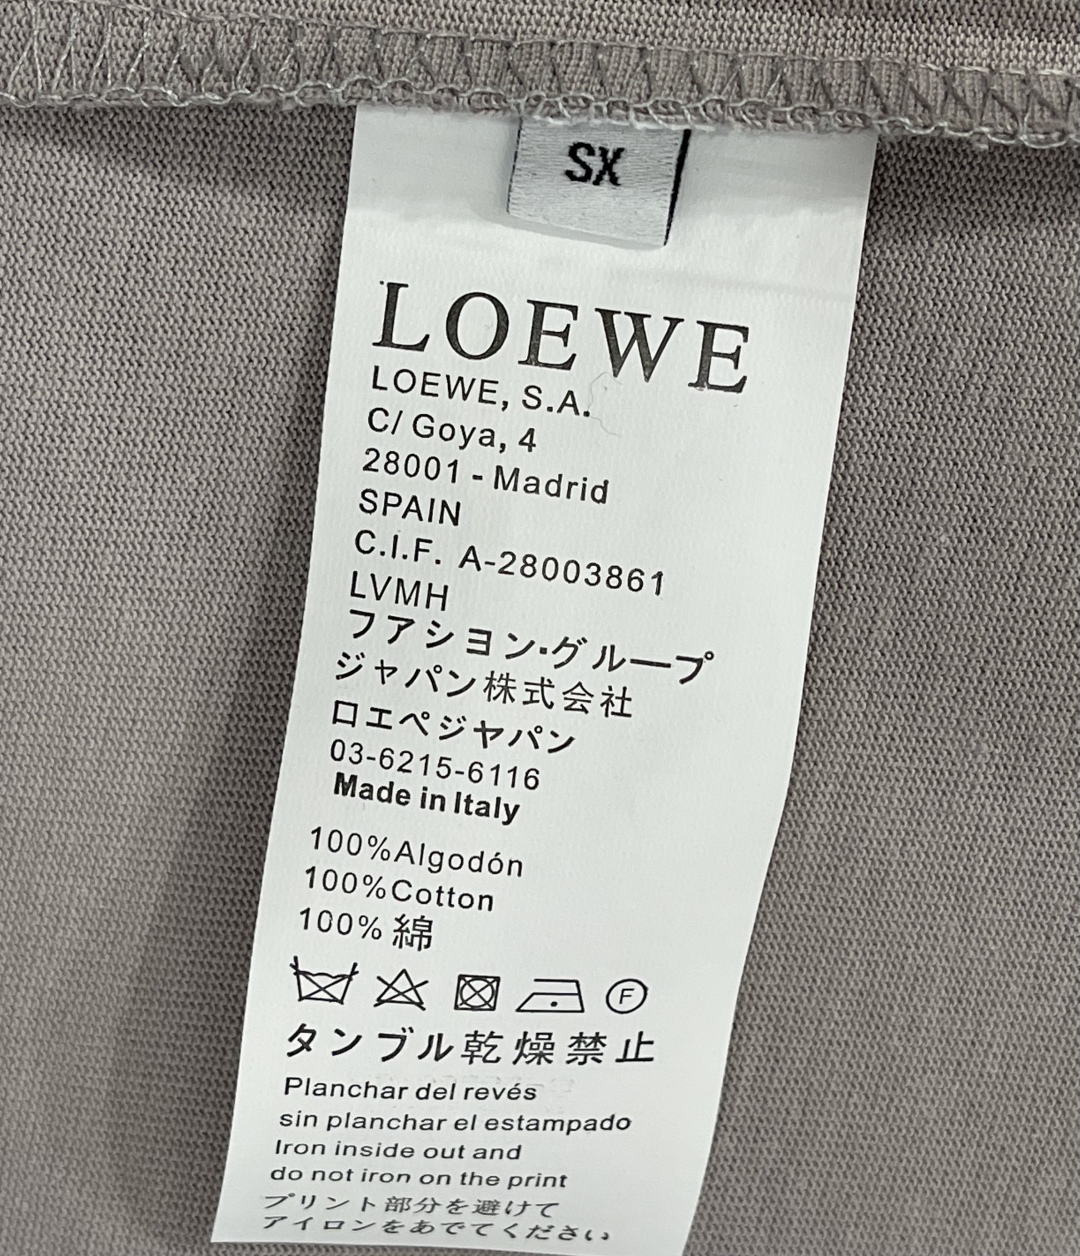 SX
LOEWE
LOEWE, S.A.
C/ Goya, 4
28001 - Madrid
SPAIN
C.I.F. A-28003861
LVMH
フアシヨン·グループ
ジャパン株式会社
ロエペジヤパン
03-6215-6116
Made in Italy
100%Algodón
100%Cotton
100% 綿
F
タンブル乾燥禁止
Planchar del revés
sin planchar el estampado
Iron inside out and
do not iron on the print
プリント部分を避けて
アイロンをあでてください